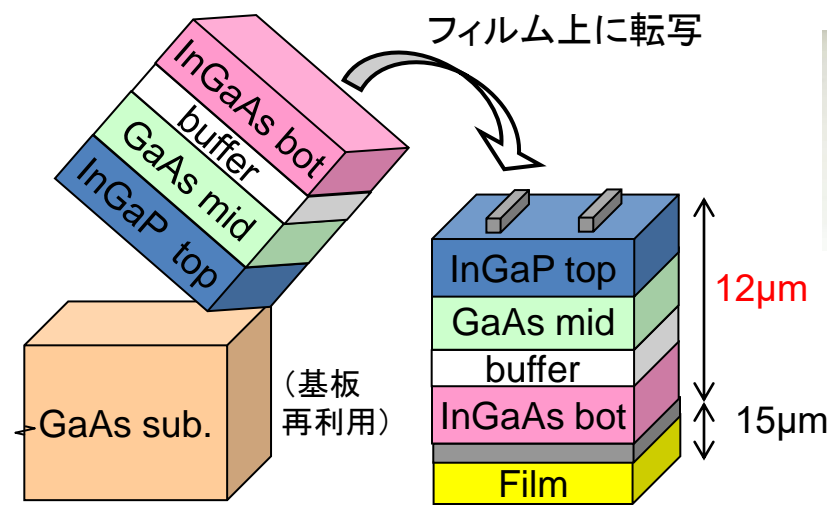 フィルム上に転写
InGaAs bot
buffer
GaAs mid
InGaP top
GaAs sub.
（基板
再利用）
InGaP top
GaAs mid
buffer
InGaAs bot
Film
12μm
15μm